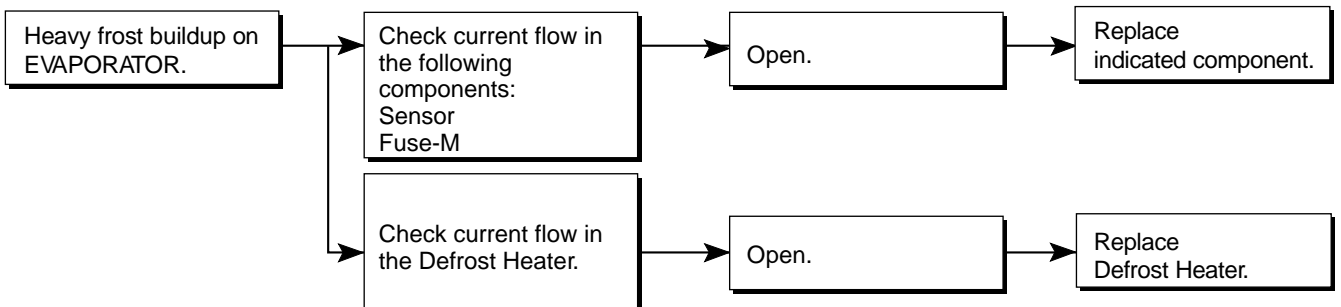 Heavy frost buildup on
EVAPORATOR.
Check current flow in
the following
components:
Sensor
Fuse-M
Open.
Replace
indicated component.
Check current flow in
the Defrost Heater.
Open.
Replace
Defrost Heater.